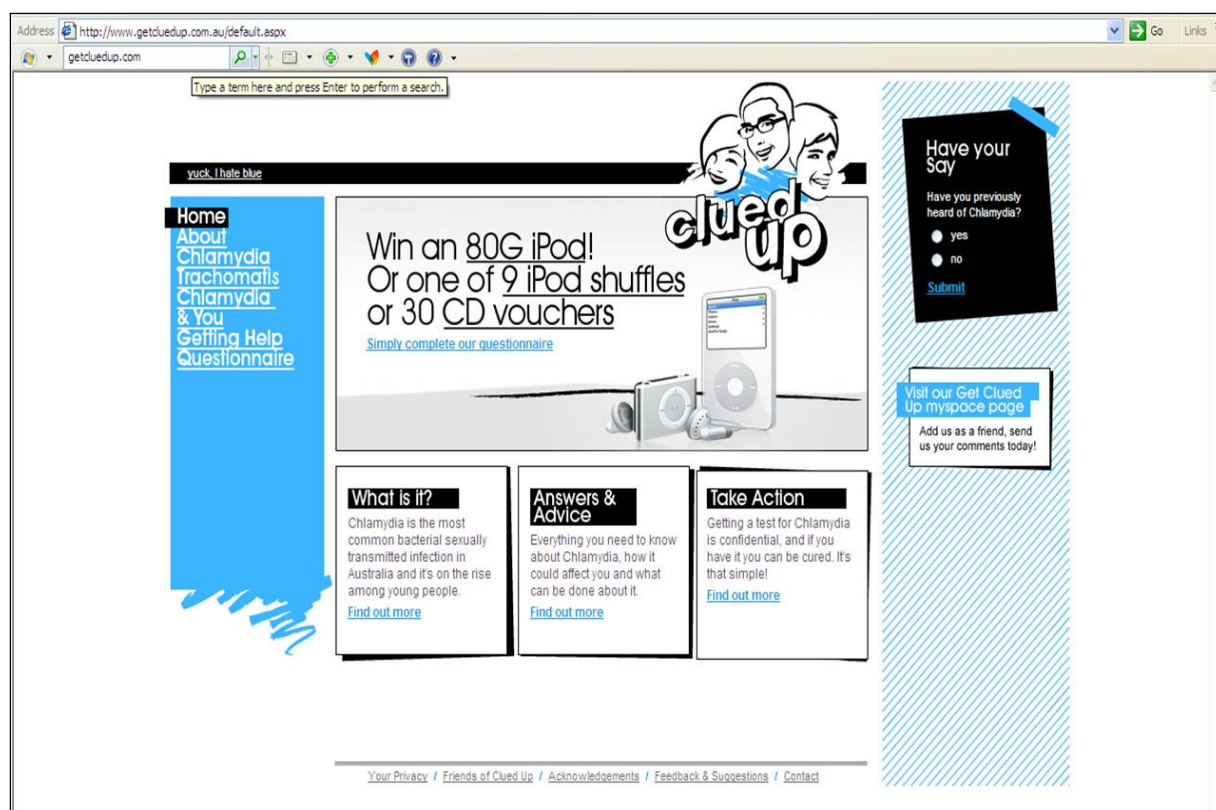 Address http://www.getcluedup.com.au/default.aspx Go Links
getcluedup.com
Type a term here and press Enter to perform a search.
yuck, I hate blue
clued
up
Home
About
Chlamydia
Trachomatis
Chlamydia
& You
Getting Help
Questionnaire
Win an 80G iPod!
Or one of 9 iPod shuffles
or 30 CD vouchers
Simply complete our questionnaire
Have your
Say
Have you previously
heard of Chlamydia?
yes
no
Submit
Visit our Get Clued
Up myspace page
Add us as a friend, send
us your comments today!
What is it?
Chlamydia is the most
common bacterial sexually
transmitted infection in
Australia and it's on the rise
among young people.
Find out more
Answers &
Advice
Everything you need to know
about Chlamydia, how it
could affect you and what
can be done about it.
Find out more
Take Action
Getting a test for Chlamydia
is confidential, and if you
have it you can be cured. It's
that simple!
Find out more
Your Privacy / Friends of Clued Up / Acknowledgements / Feedback & Suggestions / Contact